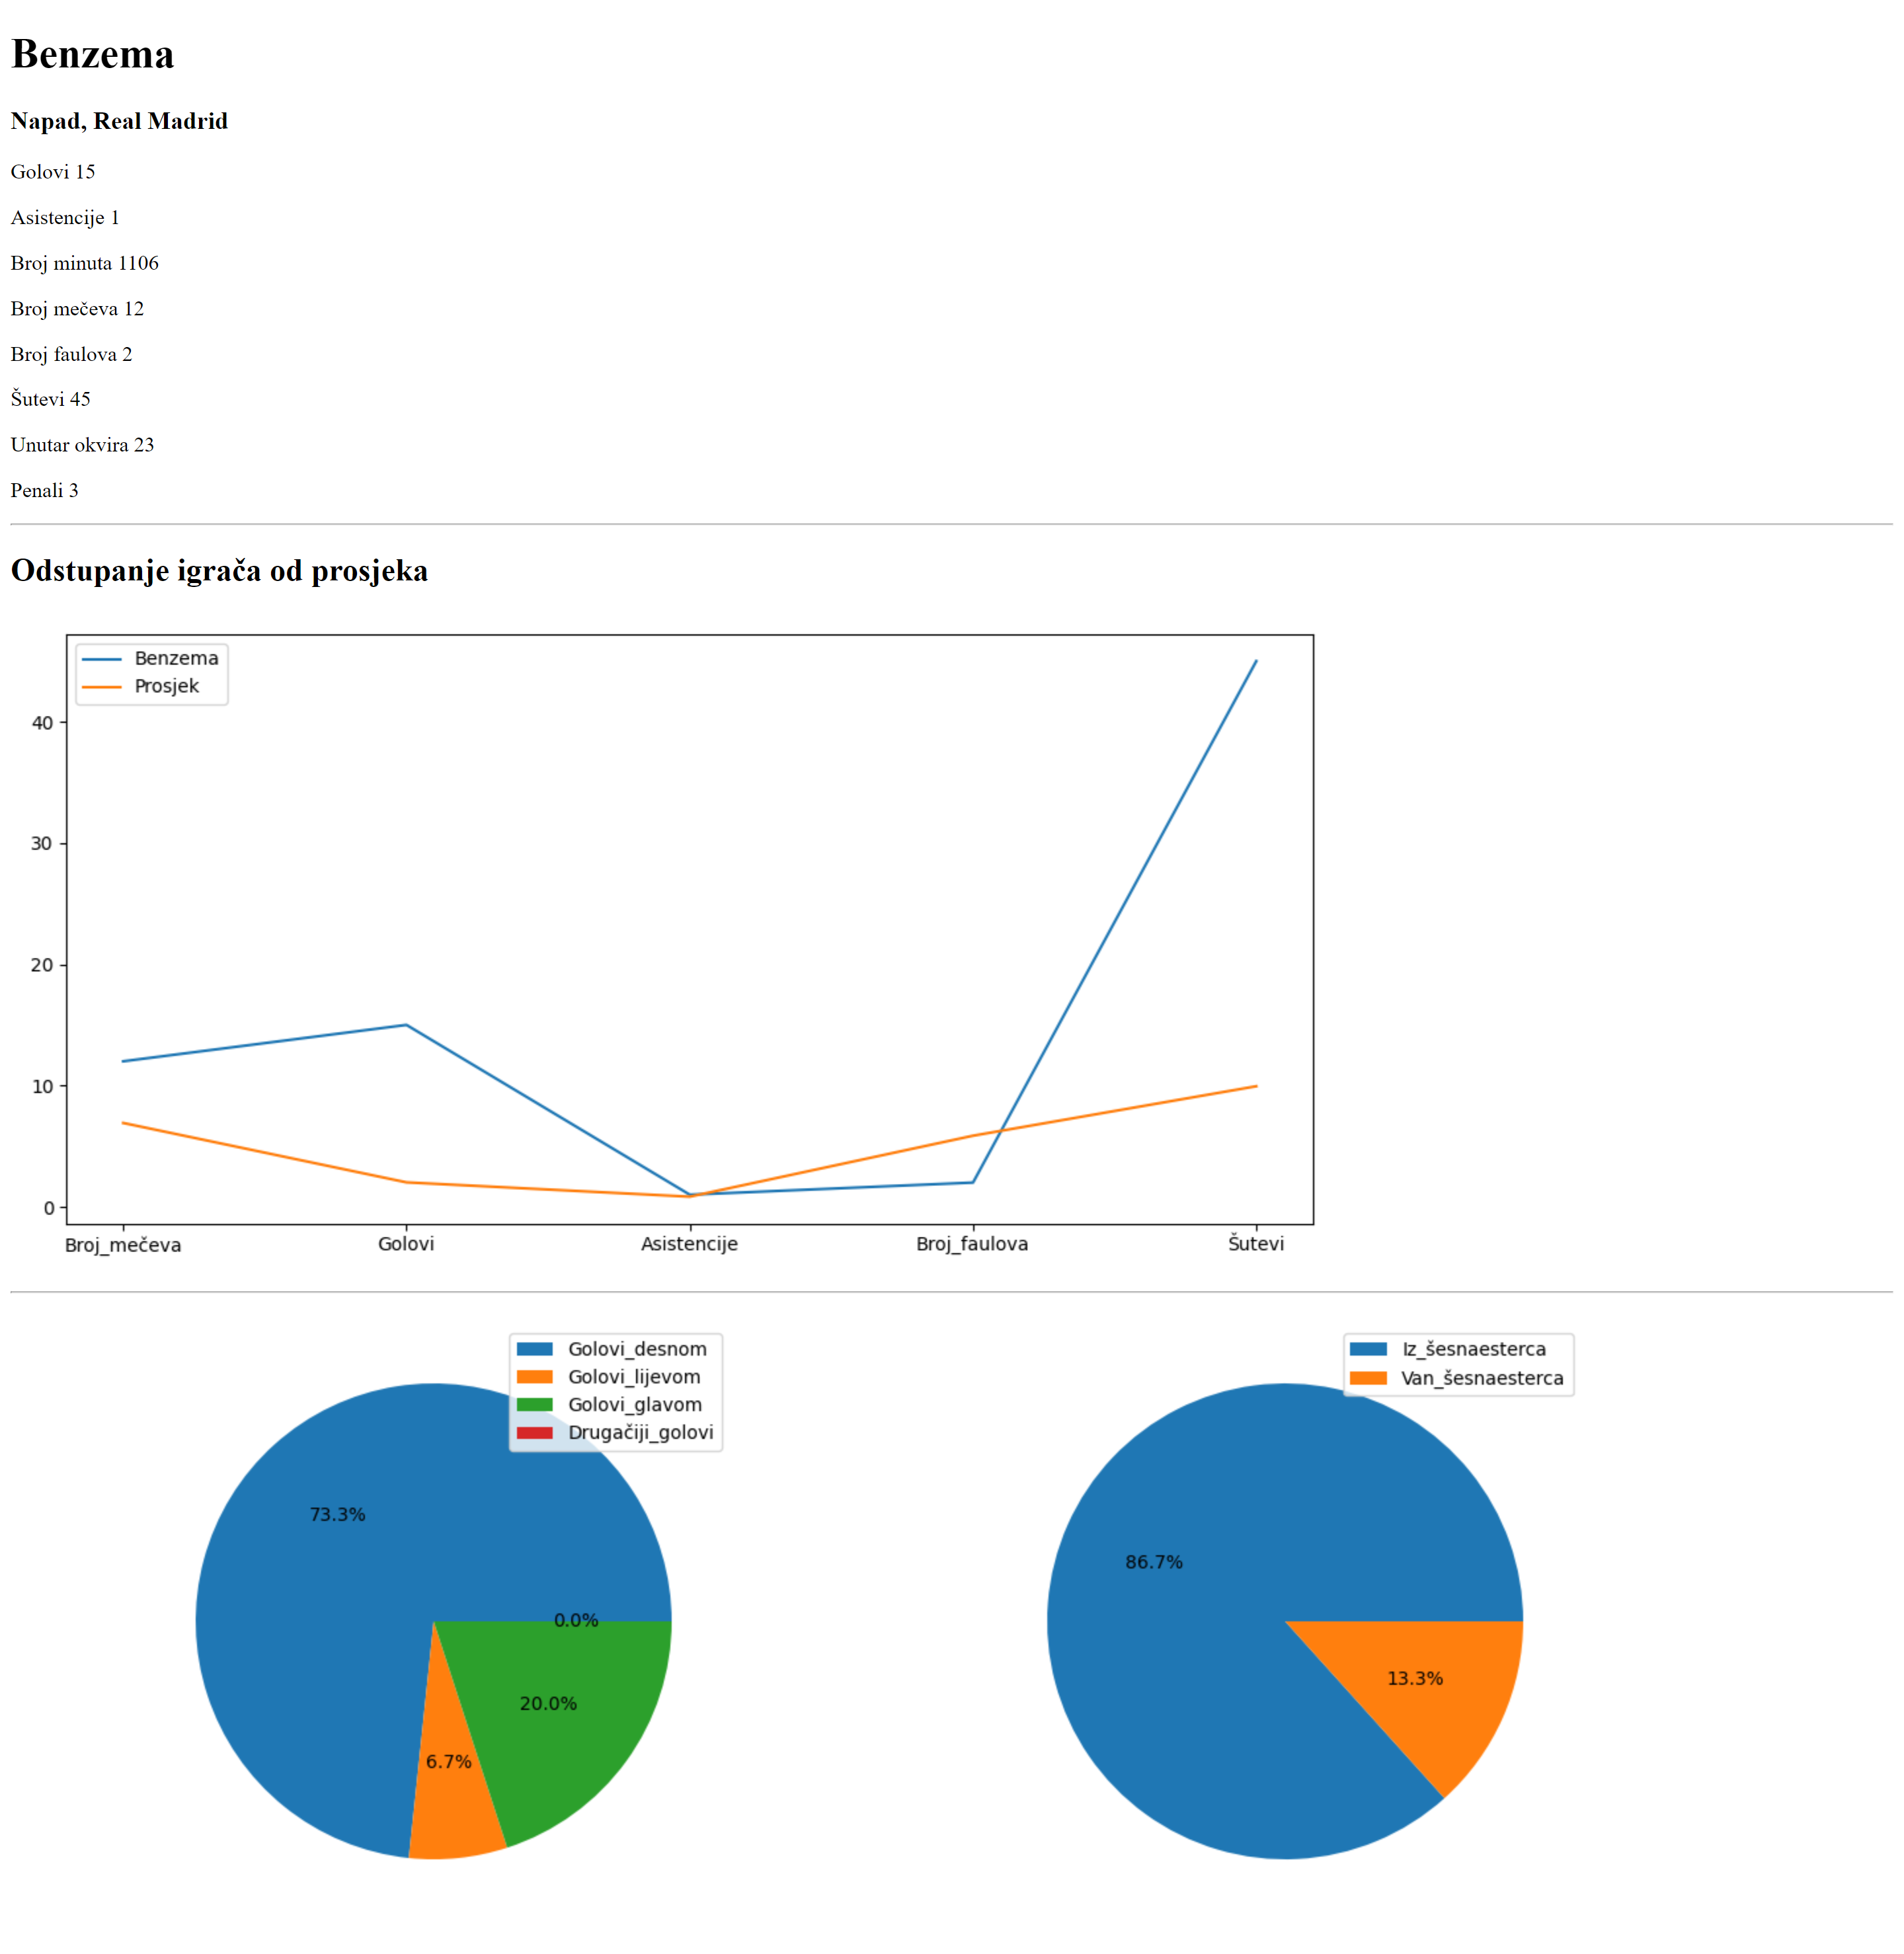 Benzema
Napad, Real Madrid
Golovi 15
Asistencije 1
Broj minuta 1106
Broj mečeva 12
Broj faulova 2
Šutevi 45
Unutar okvira 23
Penali 3
Odstupanje igrača od prosjeka
Benzema
Prosjek
40
30
20
10
0
Broj_mečeva Golovi Asistencije Broj_faulova Šutevi
Golovi_desnom
Golovi_lijevom
Golovi_glavom
Drugačiji_golovi
73.3%
0.0%
20.0%
6.7%
Iz_šesnaesterca
Van_šesnaesterca
86.7%
13.3%